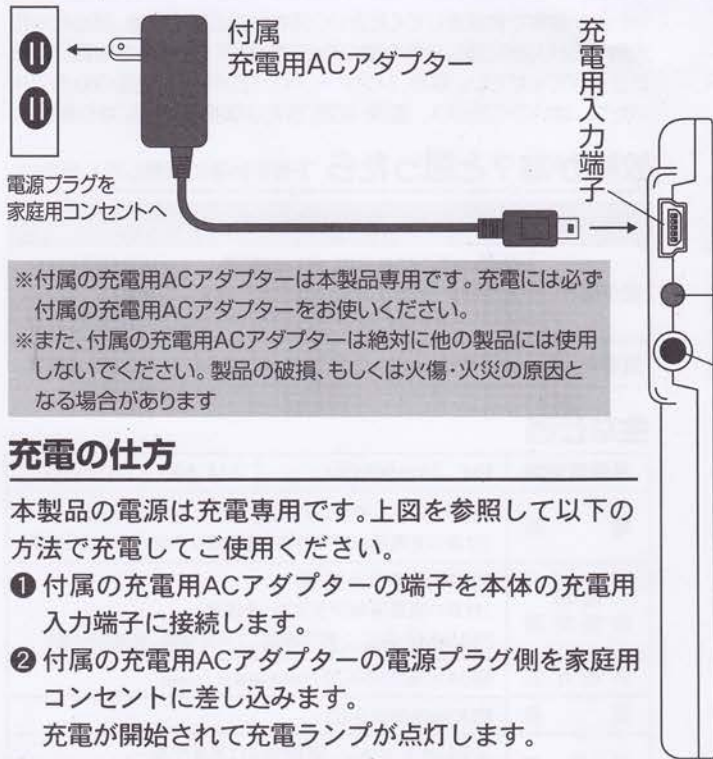 付属
充電用ACアダプター
充電用入力端子
電源プラグを
家庭用コンセントへ
※付属の充電用ACアダプターは本製品専用です。充電には必ず
付属の充電用ACアダプターをお使いください。
※また、付属の充電用ACアダプターは絶対に他の製品には使用
しないでください。製品の破損、もしくは火傷・火災の原因と
なる場合があります
充電の仕方
本製品の電源は充電専用です。上図を参照して以下の
方法で充電してご使用ください。
❶ 付属の充電用ACアダプターの端子を本体の充電用
入力端子に接続します。
❷ 付属の充電用ACアダプターの電源プラグ側を家庭用
コンセントに差し込みます。
充電が開始されて充電ランプが点灯します。